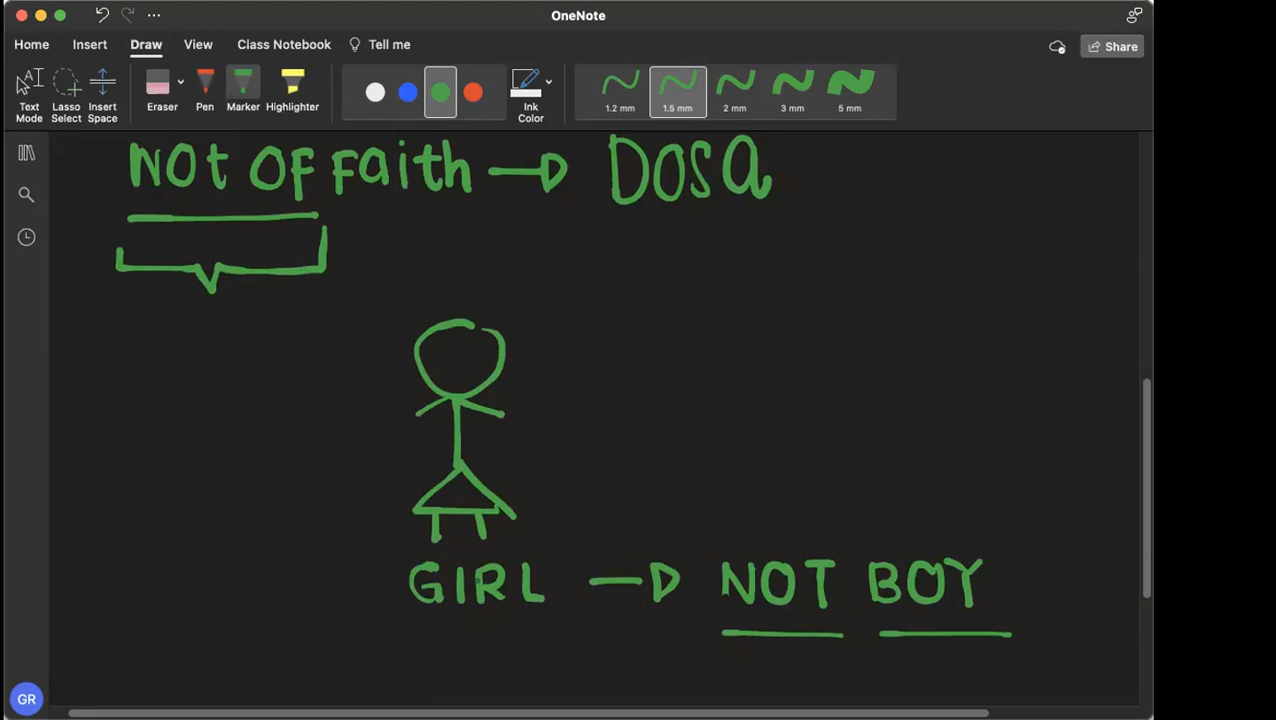 OneNote
Home Insert Draw View Class Notebook Tell me
Share
Text Mode Lasso Select Insert Space Eraser Pen Marker Highlighter Ink Color 1.2 mm 1.5 mm 2 mm 3 mm 5 mm
NOt OF Faith → DOSA
GIRL → NOT BOY
GR